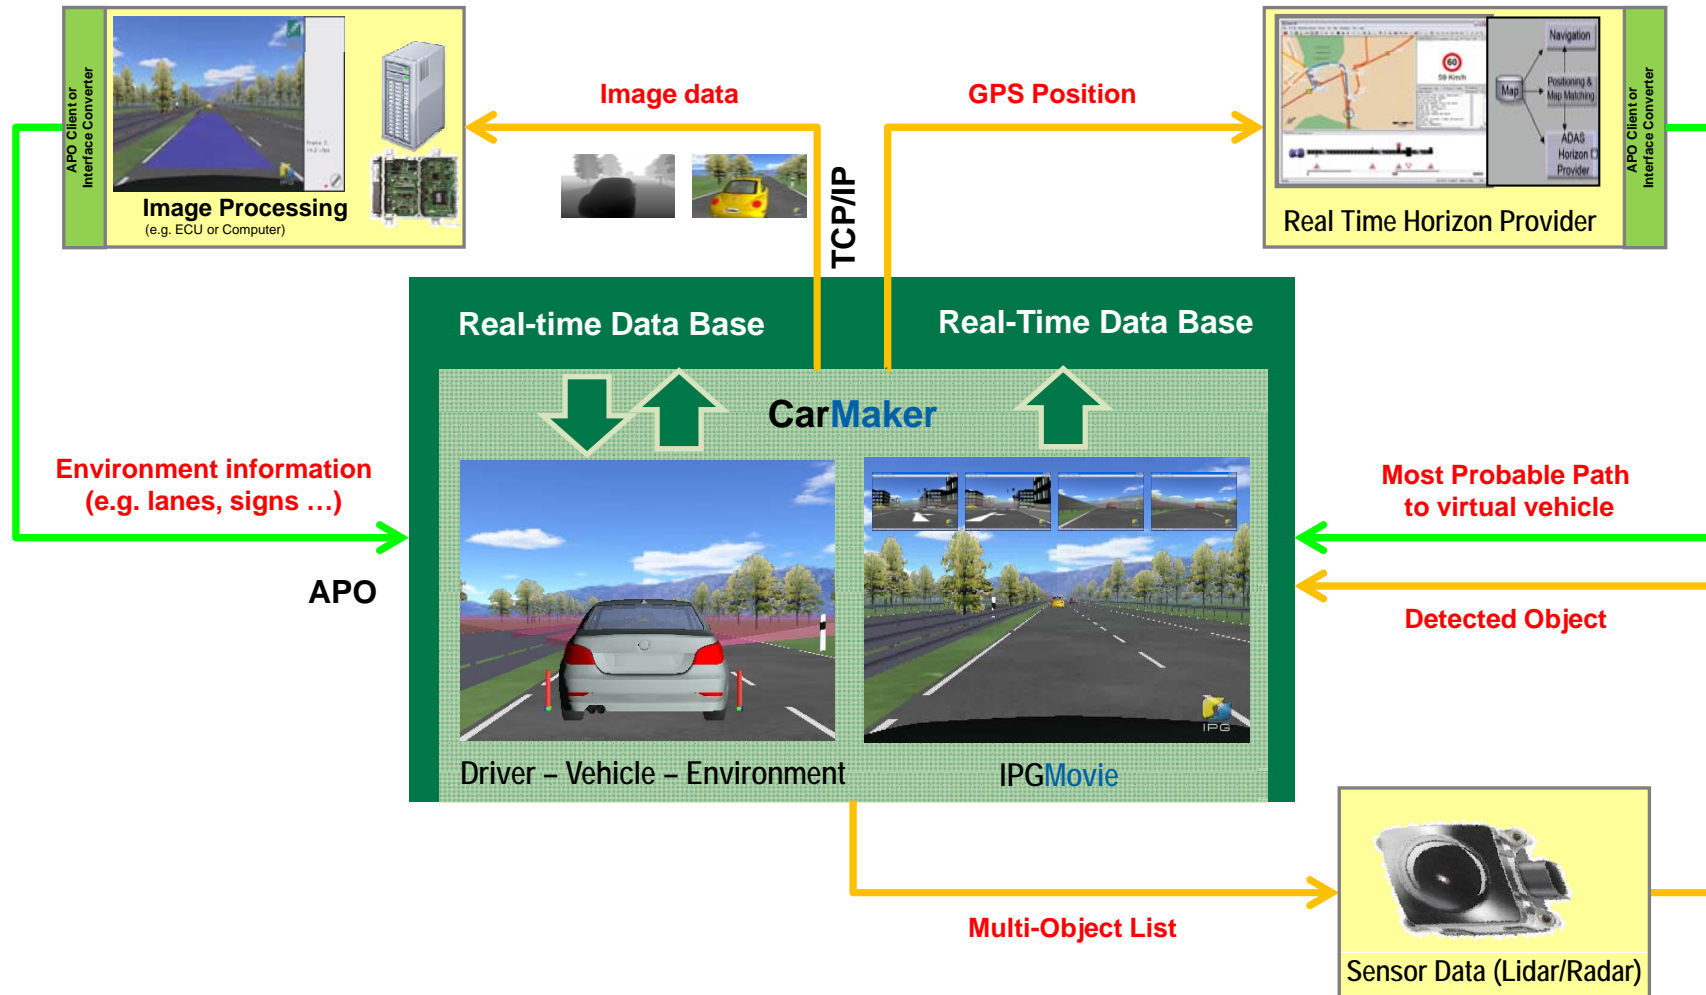 APO Client or
Interface Converter
Image Processing
(e.g. ECU or Computer)
Image data
TCP/IP
GPS Position
60
59 Km/h
Navigation
Map
Positioning &
Map Matching
ADAS
Horizon
Provider
Real Time Horizon Provider
APO Client or
Interface Converter
Real-time Data Base
Real-Time Data Base
CarMaker
Environment information
(e.g. lanes, signs …)
APO
Most Probable Path
to virtual vehicle
Detected Object
IPG
Driver – Vehicle – Environment
IPGMovie
Multi-Object List
Sensor Data (Lidar/Radar)